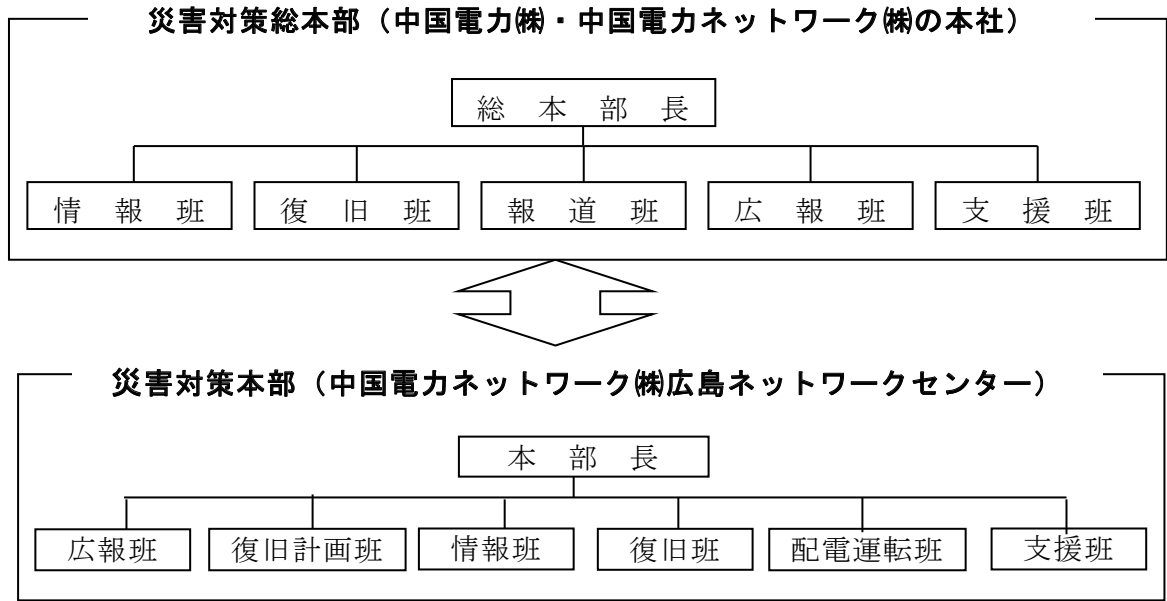 災害対策総本部（中国電力㈱・中国電力ネットワーク㈱の本社）
総本部長
情報班 復旧班 報道班 広報班 支援班
災害対策本部（中国電力ネットワーク㈱広島ネットワークセンター）
本部長
広報班 復旧計画班 情報班 復旧班 配電運転班 支援班